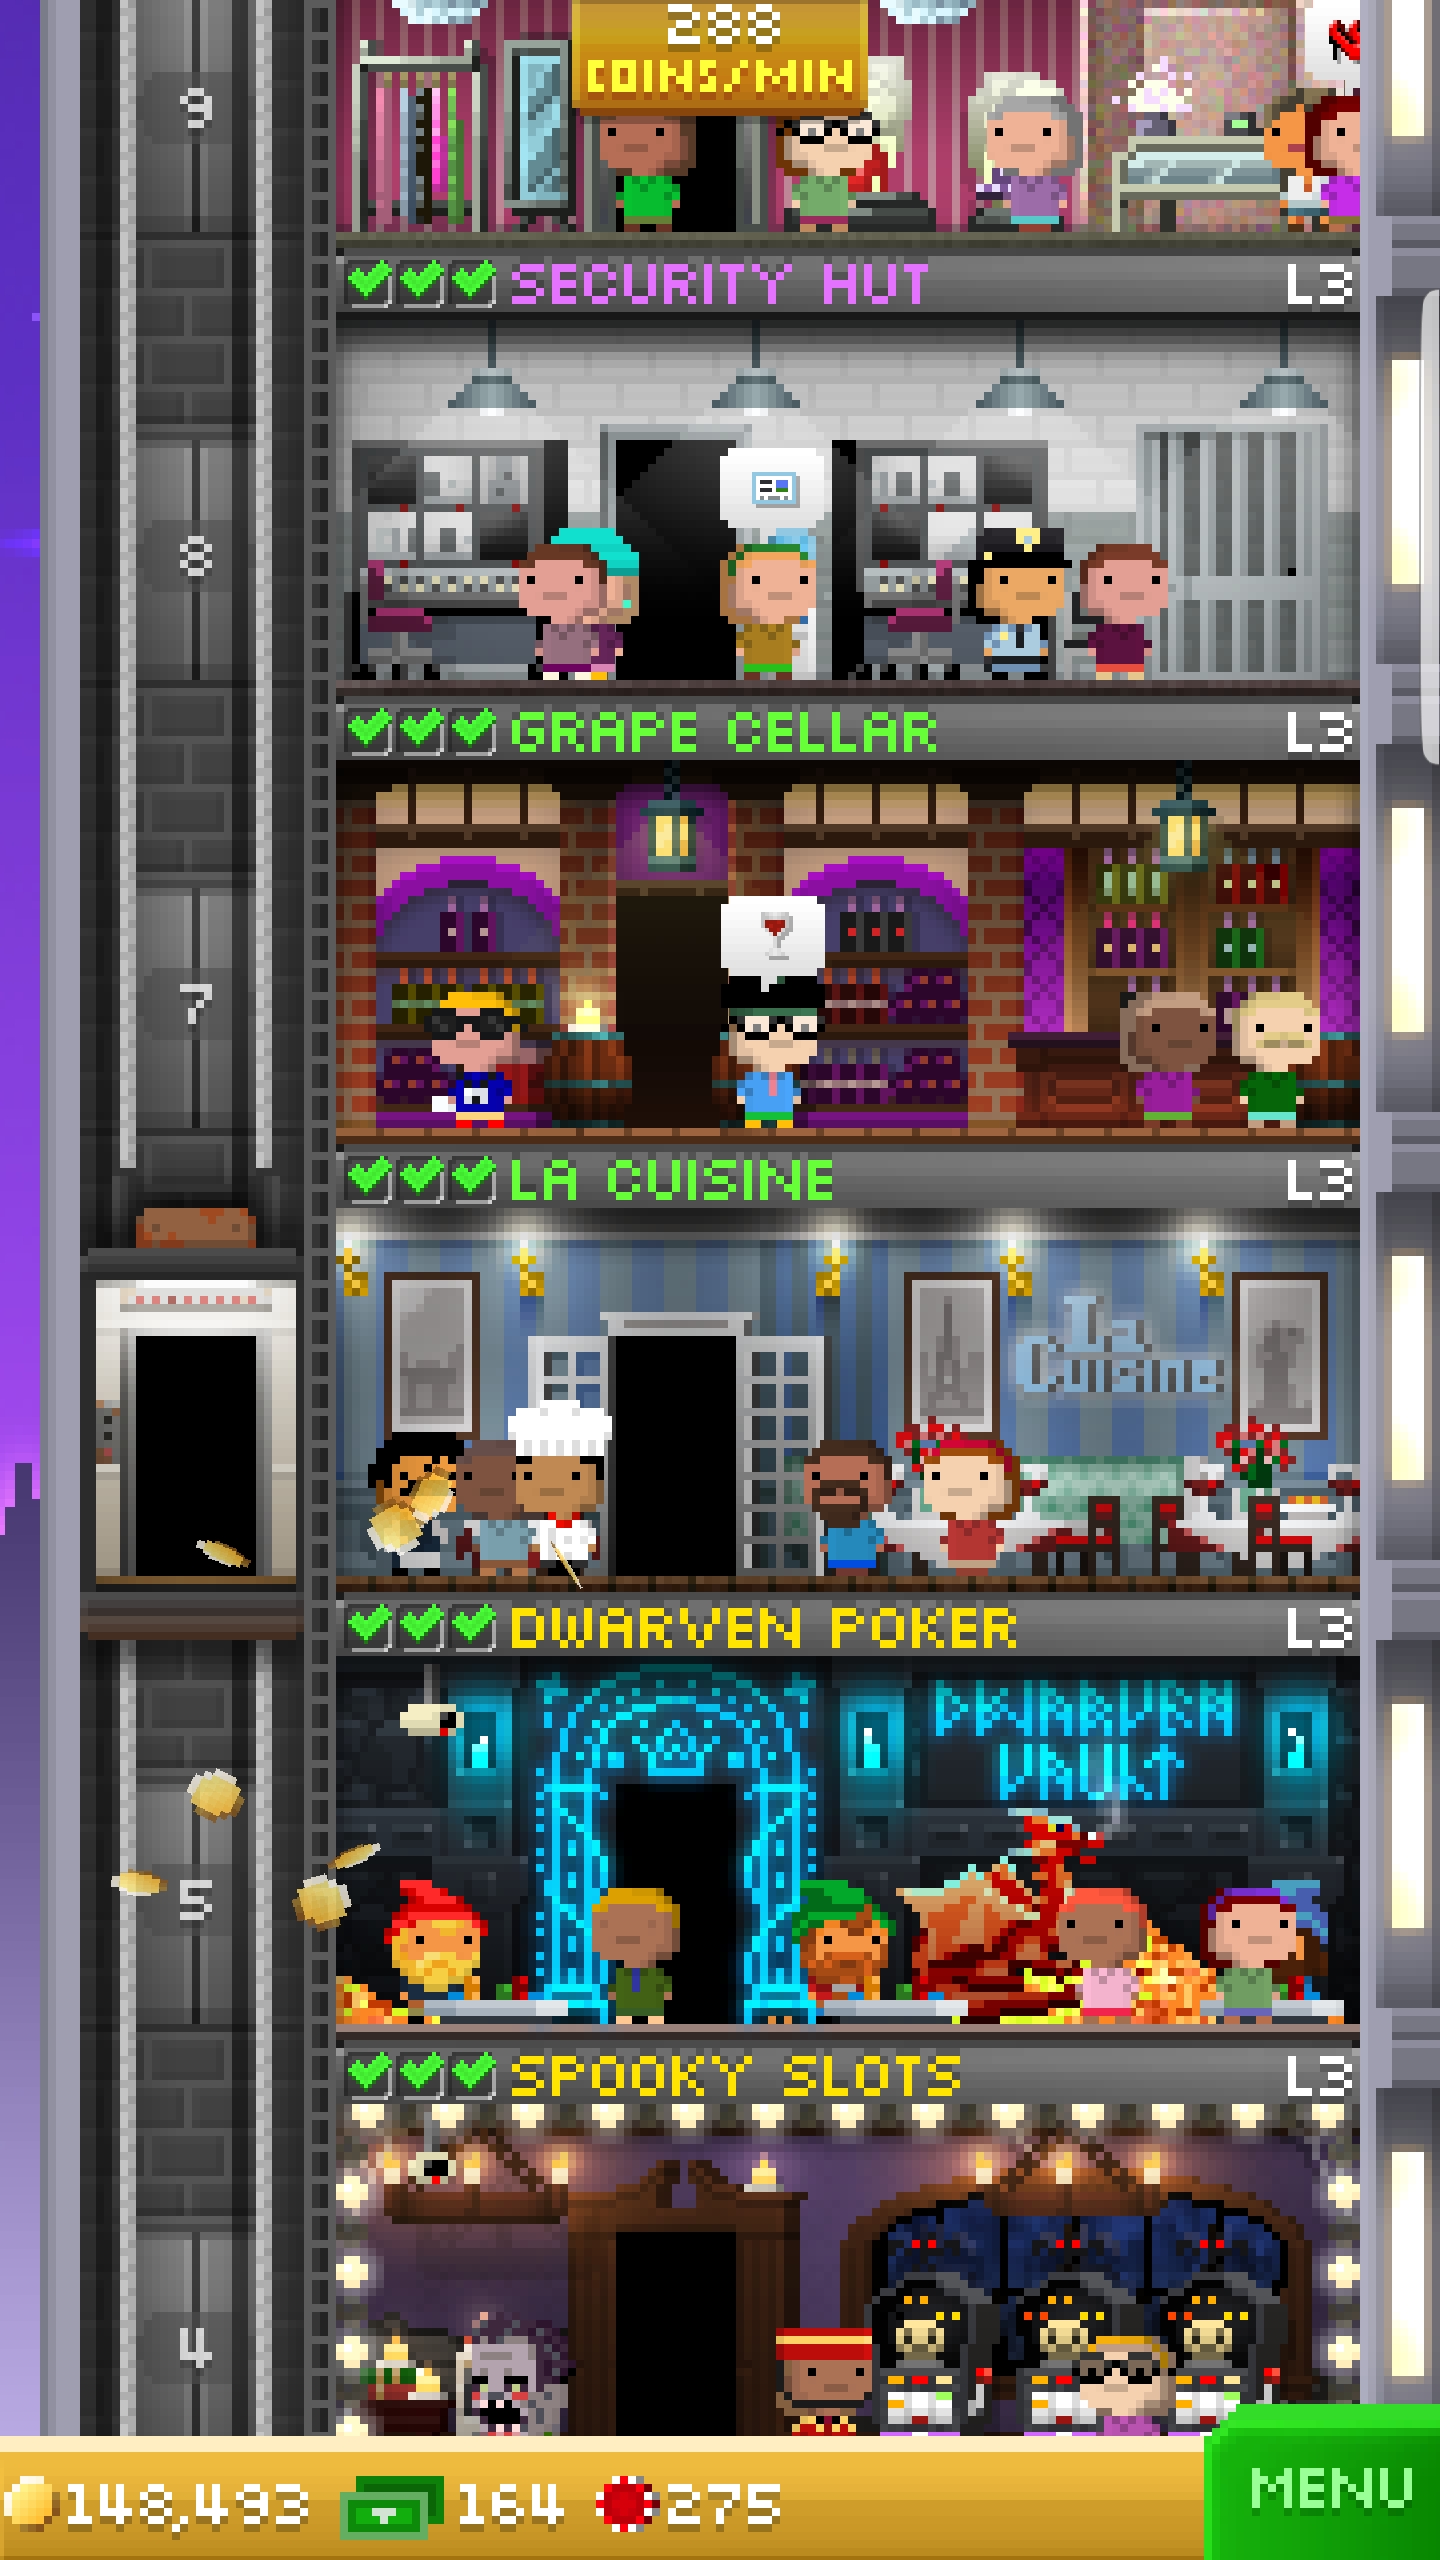 288
COINS/MIN
9
SECURITY HUT L3
8
GRAPE CELLAR L3
7
LA CUISINE L3
La
Cuisine
DWARVEN POKER L3
DWARVEN
VAULT
5
SPOOKY SLOTS L3
4
148,493 164 275
MENU